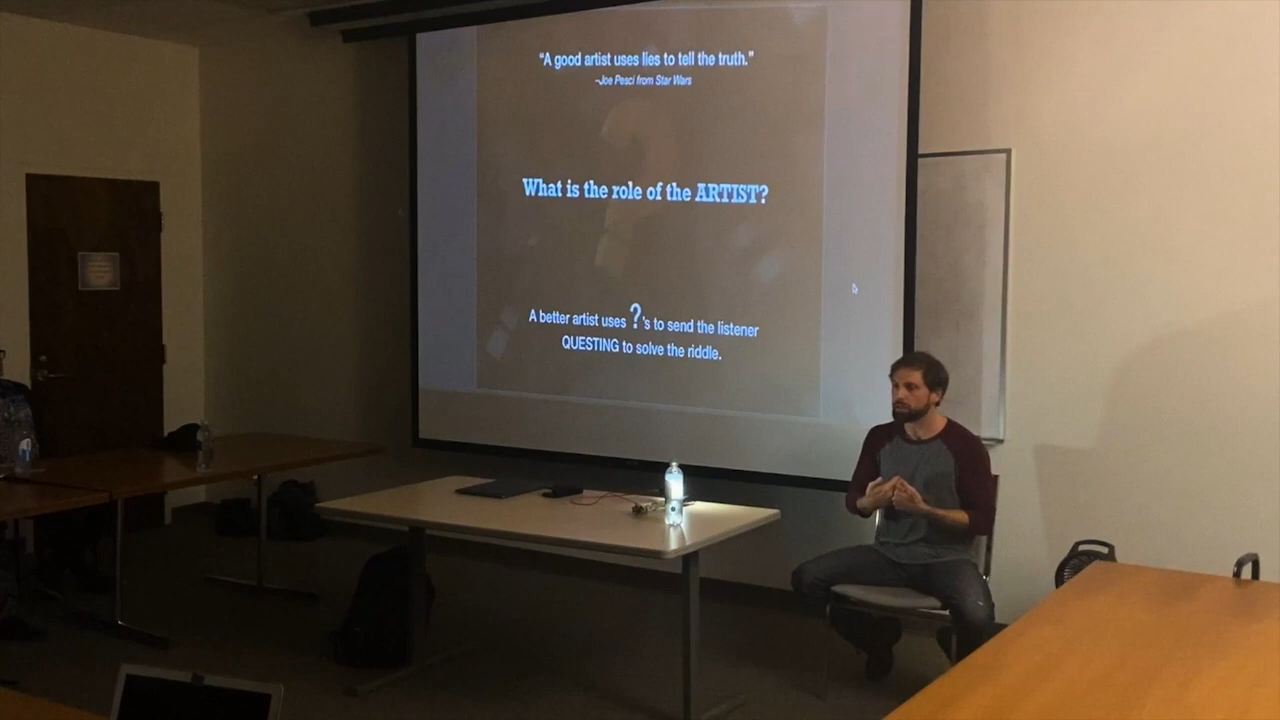 “A good artist uses lies to tell the truth.”
-Joe Pesci from Star Wars
What is the role of the ARTIST?
A better artist uses ?'s to send the listener
QUESTING to solve the riddle.